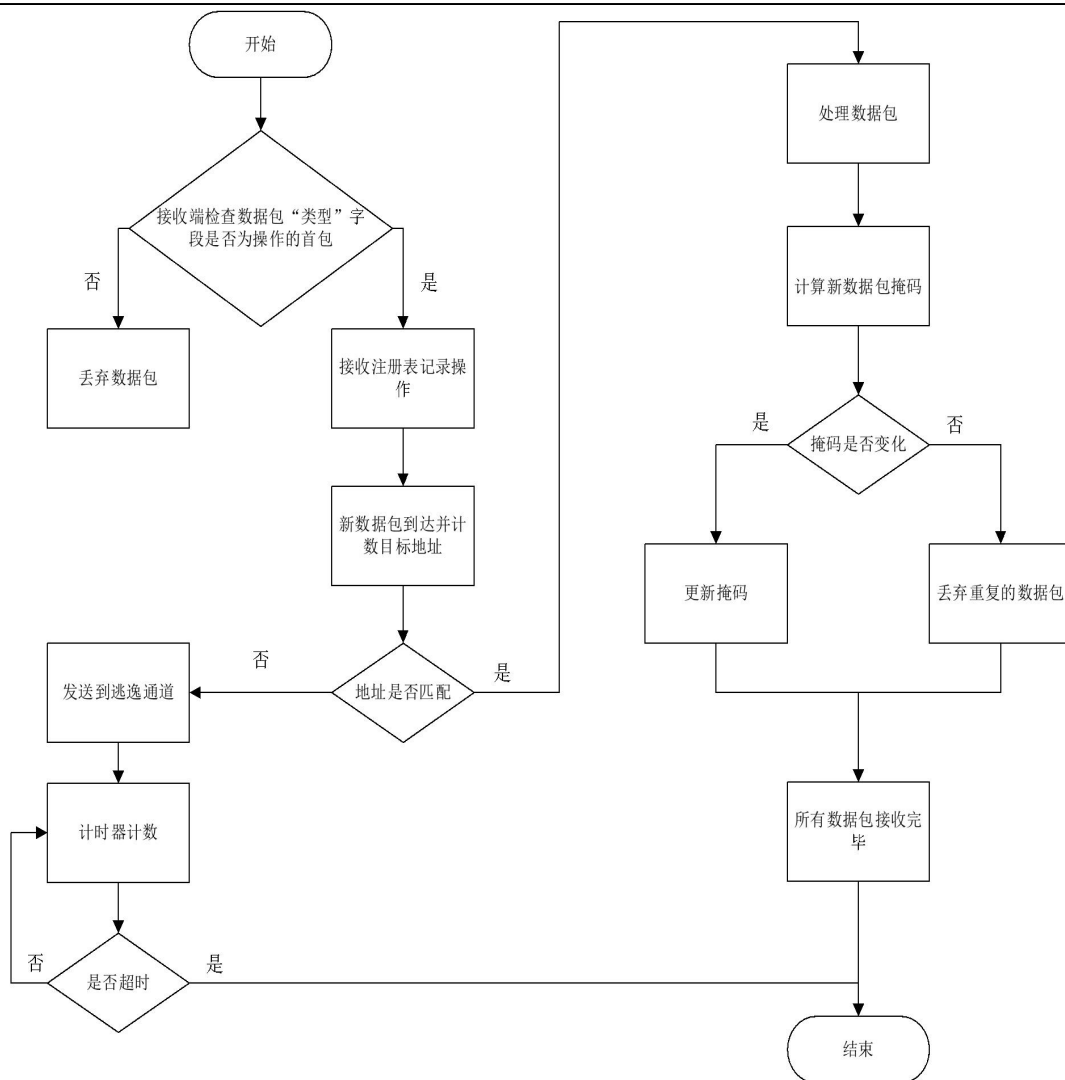 开始
接收端检查数据包“类型”字
段是否为操作的首包
否
是
丢弃数据包
接收注册表记录操
作
新数据包到达并计
数目标地址
地址是否匹配
否
是
发送到逃逸通道
计时器计数
是否超时
否
是
处理数据包
计算新数据包掩码
掩码是否变化
是
否
更新掩码
丢弃重复的数据包
所有数据包接收完
毕
结束